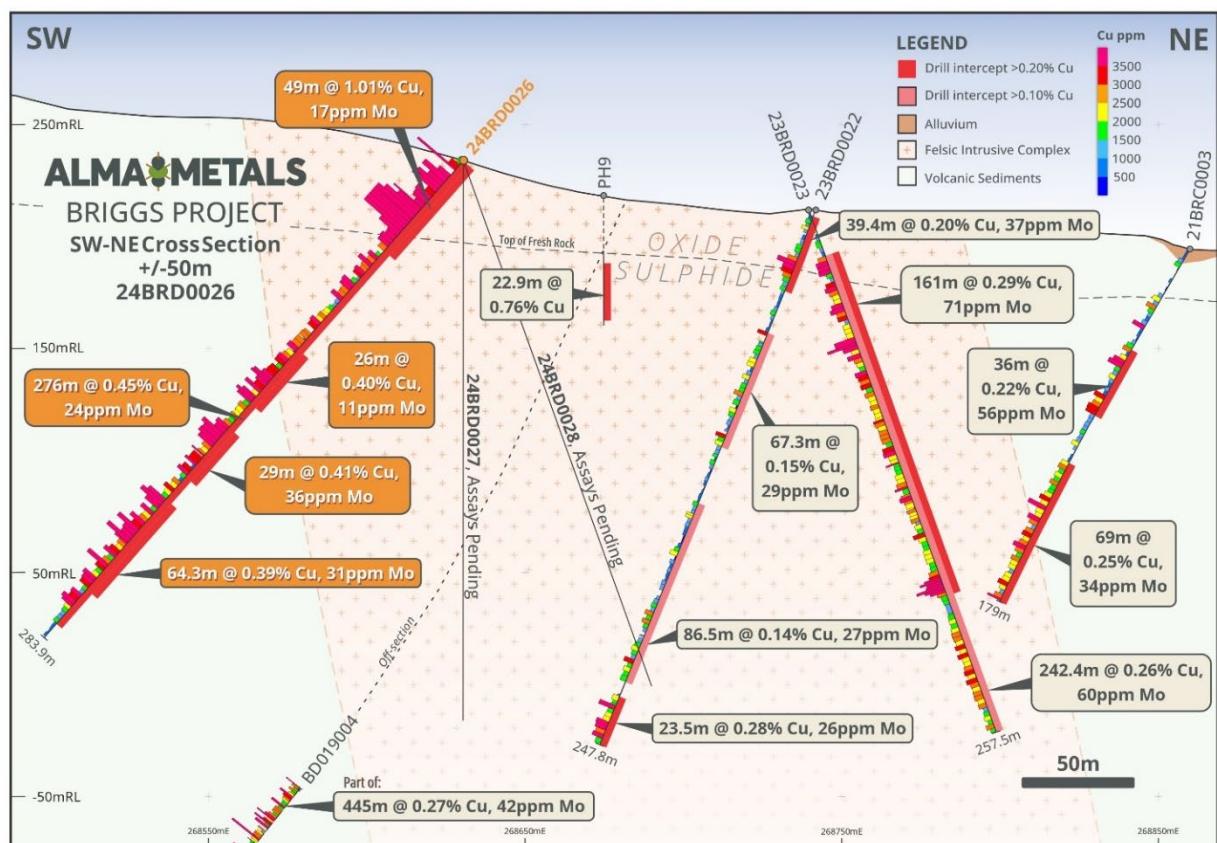 SW
NE
LEGEND
Drill intercept >0.20% Cu
Drill intercept >0.10% Cu
Alluvium
Felsic Intrusive Complex
Volcanic Sediments
Cu ppm
3500
3000
2500
2000
1500
1000
500
250mRL
150mRL
50mRL
-50mRL
ALMA METALS
BRIGGS PROJECT
SW-NE Cross Section
+/-50m
24BRD0026
49m @ 1.01% Cu,
17ppm Mo
24BRD0026
PH9
23BRD0023
23BRD0022
21BRC0003
Top of Fresh Rock
OXIDE
SULPHIDE
22.9m @
0.76% Cu
39.4m @ 0.20% Cu, 37ppm Mo
161m @ 0.29% Cu,
71ppm Mo
276m @ 0.45% Cu,
24ppm Mo
26m @
0.40% Cu,
11ppm Mo
36m @
0.22% Cu,
56ppm Mo
24BRD0027, Assays Pending
24BRD0028, Assays Pending
67.3m @
0.15% Cu,
29ppm Mo
29m @ 0.41% Cu,
36ppm Mo
64.3m @ 0.39% Cu, 31ppm Mo
69m @
0.25% Cu,
34ppm Mo
179m
283.9m
Off-section
86.5m @ 0.14% Cu, 27ppm Mo
242.4m @ 0.26% Cu,
60ppm Mo
23.5m @ 0.28% Cu, 26ppm Mo
247.8m
257.5m
BD019004
Part of:
445m @ 0.27% Cu, 42ppm Mo
50m
268550mE
268650mE
268750mE
268850mE